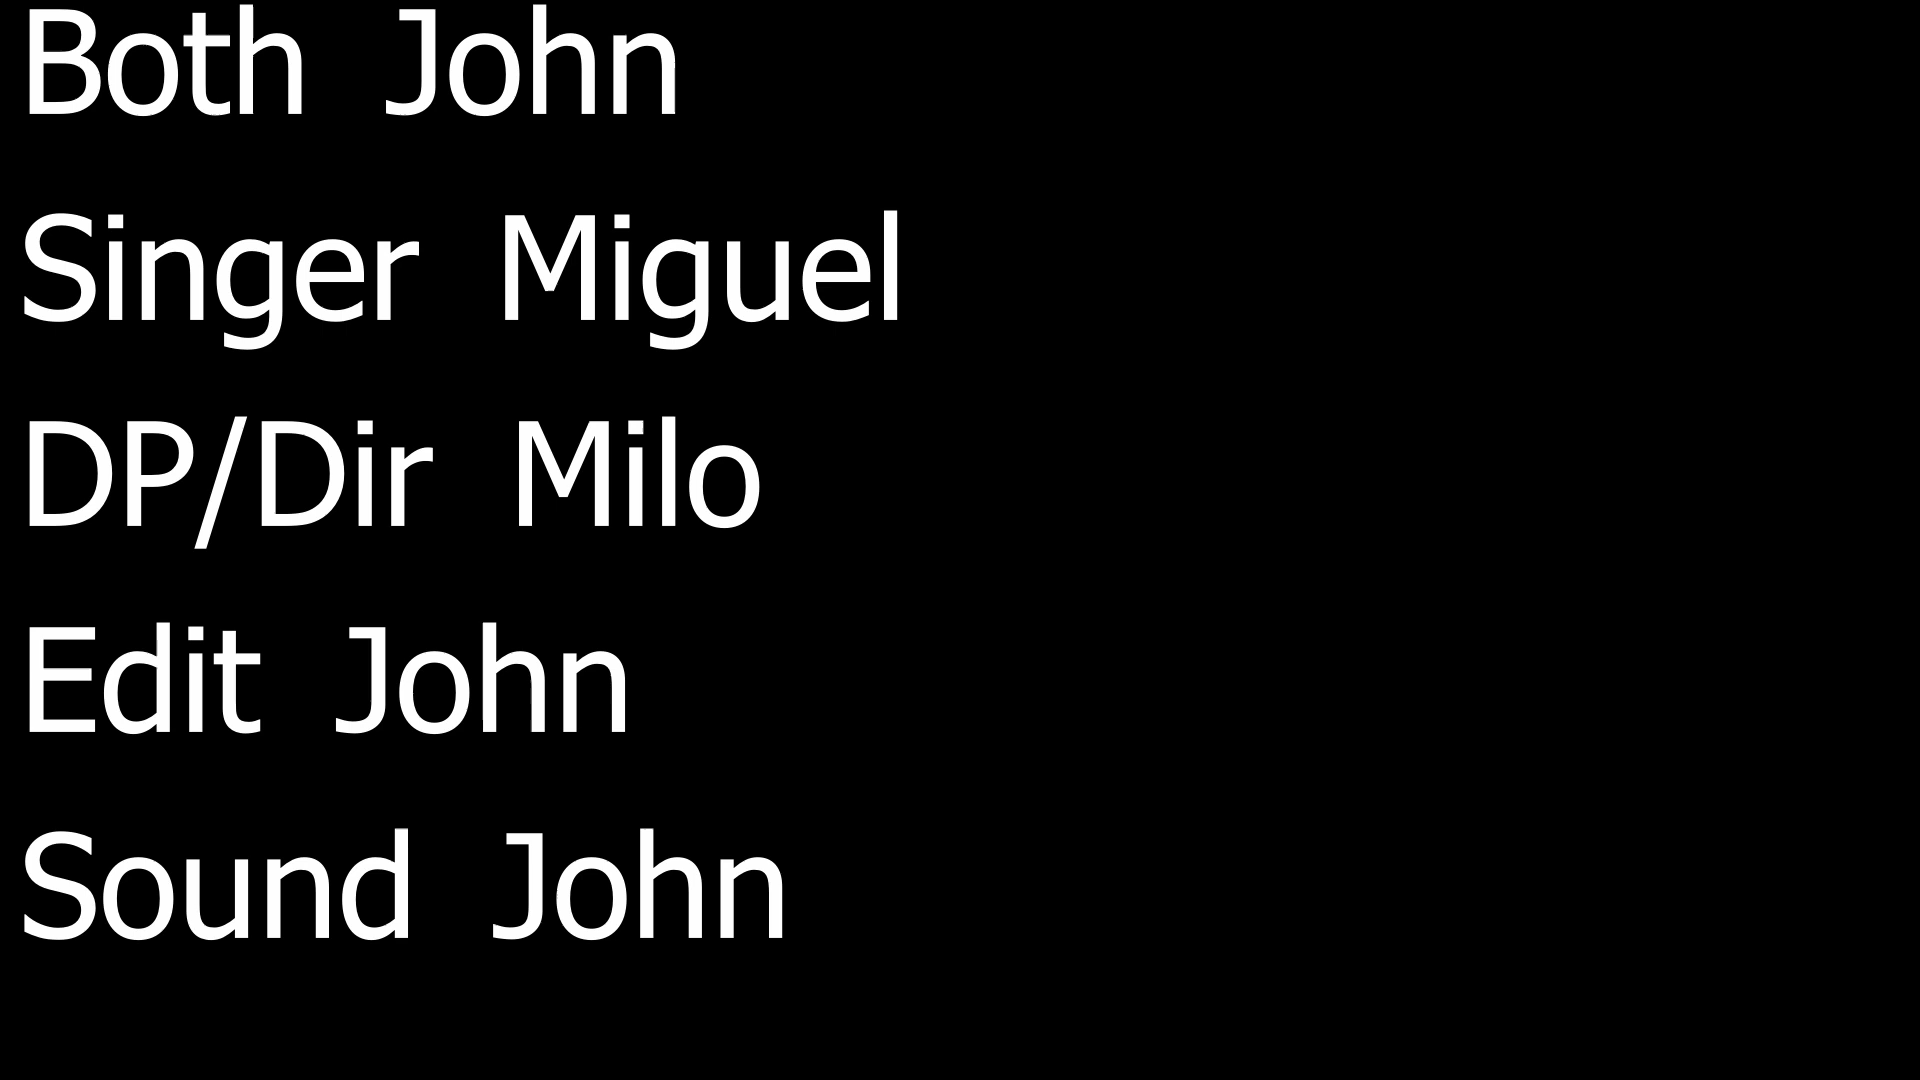 Both John
Singer Miguel
DP/Dir Milo
Edit John
Sound John